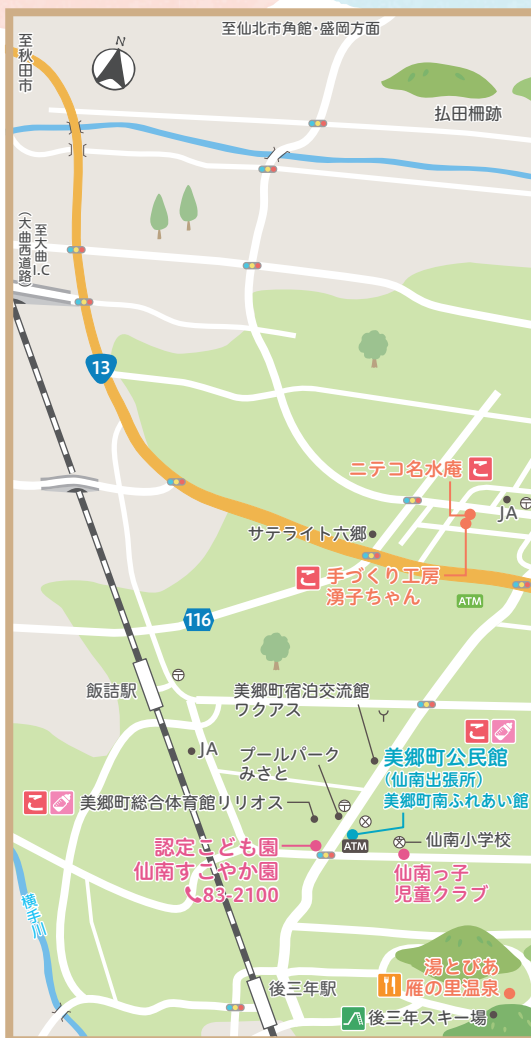 至秋田市
N
至仙北市角館・盛岡方面
払田柵跡
至大曲I.C
(大曲西道路)
13
ニテコ名水庵 こ
JA
サテライト六郷
こ 手づくり工房
湧子ちゃん
ATM
116
飯詰駅
美郷町宿泊交流館
ワクアス
こ
JA
プールパーク
みさと
美郷町公民館
(仙南出張所)
美郷町南ふれあい館
こ 美郷町総合体育館リリオス
ATM
仙南小学校
認定こども園
仙南すこやか園
83-2100
仙南っ子
児童クラブ
横手川
湯とぴあ
雁の里温泉
後三年駅
後三年スキー場